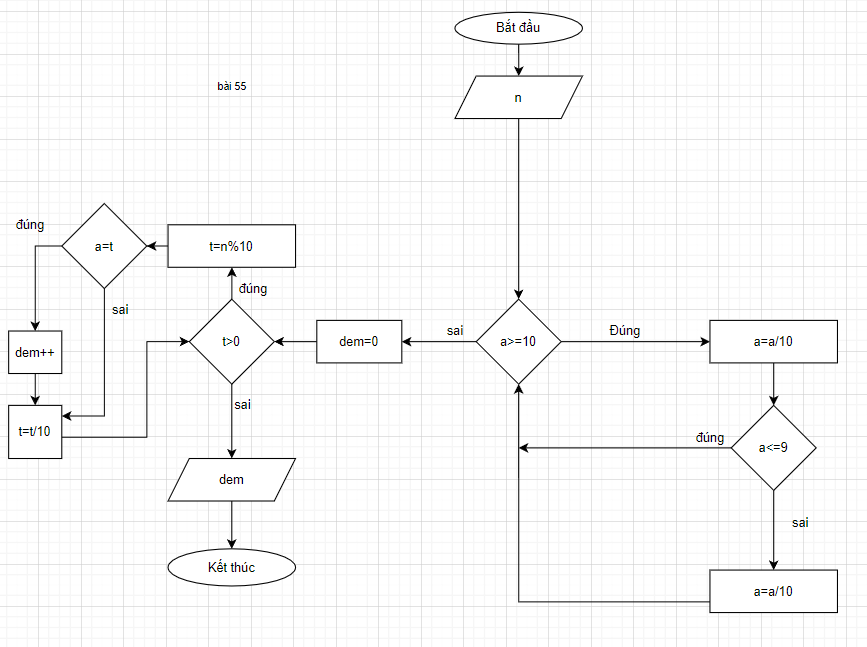 Bắt đầu
bài 55
n
đúng
a=t
t=n%10
đúng
sai
dem++
t>0
dem=0
sai
a>=10
Đúng
a=a/10
t=t/10
sai
đúng
a<=9
dem
sai
Kết thúc
a=a/10